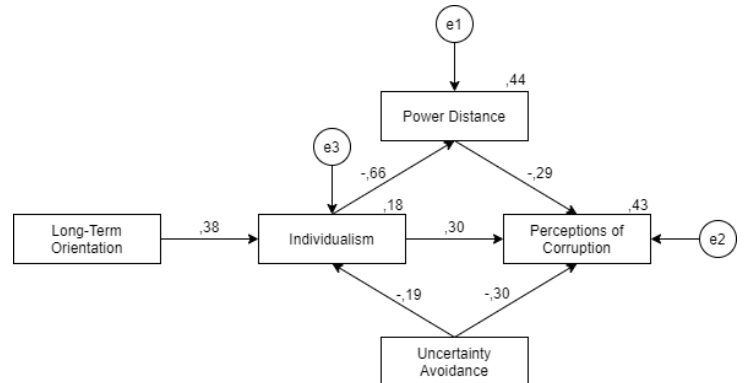 e1
,44
Power Distance
e3
-,66
-,29
,18
,43
Long-Term
Orientation
,38
Individualism
,30
Perceptions of
Corruption
e2
-,19
-,30
Uncertainty
Avoidance